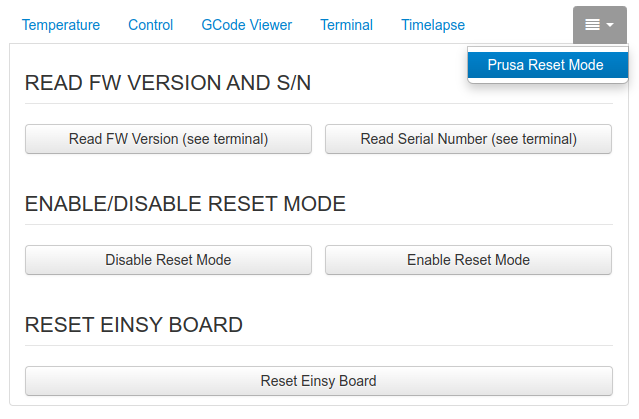 Temperature Control GCode Viewer Terminal Timelapse
Prusa Reset Mode
READ FW VERSION AND S/N
Read FW Version (see terminal) Read Serial Number (see terminal)
ENABLE/DISABLE RESET MODE
Disable Reset Mode Enable Reset Mode
RESET EINSY BOARD
Reset Einsy Board